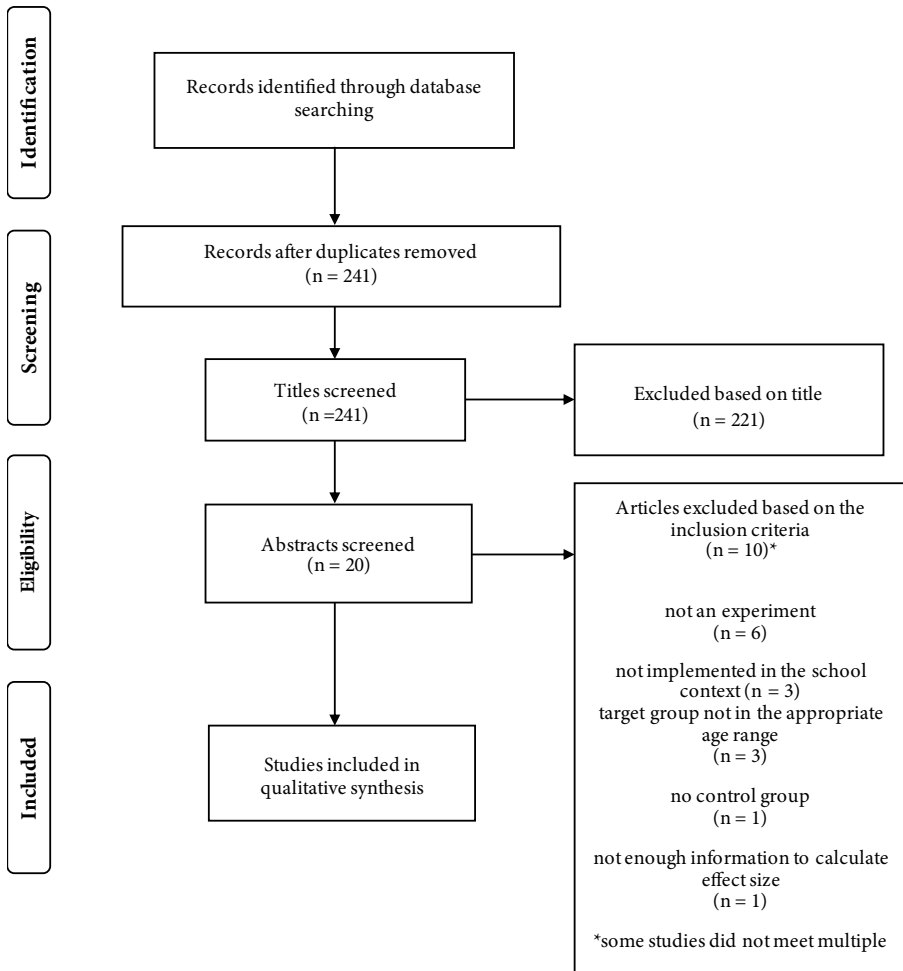 Identification
Records identified through database
searching
Screening
Records after duplicates removed
(n = 241)
Titles screened
(n =241)
Excluded based on title
(n = 221)
Eligibility
Abstracts screened
(n = 20)
Articles excluded based on the
inclusion criteria
(n = 10)*
not an experiment
(n = 6)
not implemented in the school
context (n = 3)
target group not in the appropriate
age range
(n = 3)
no control group
(n = 1)
not enough information to calculate
effect size
(n = 1)
*some studies did not meet multiple
Included
Studies included in
qualitative synthesis